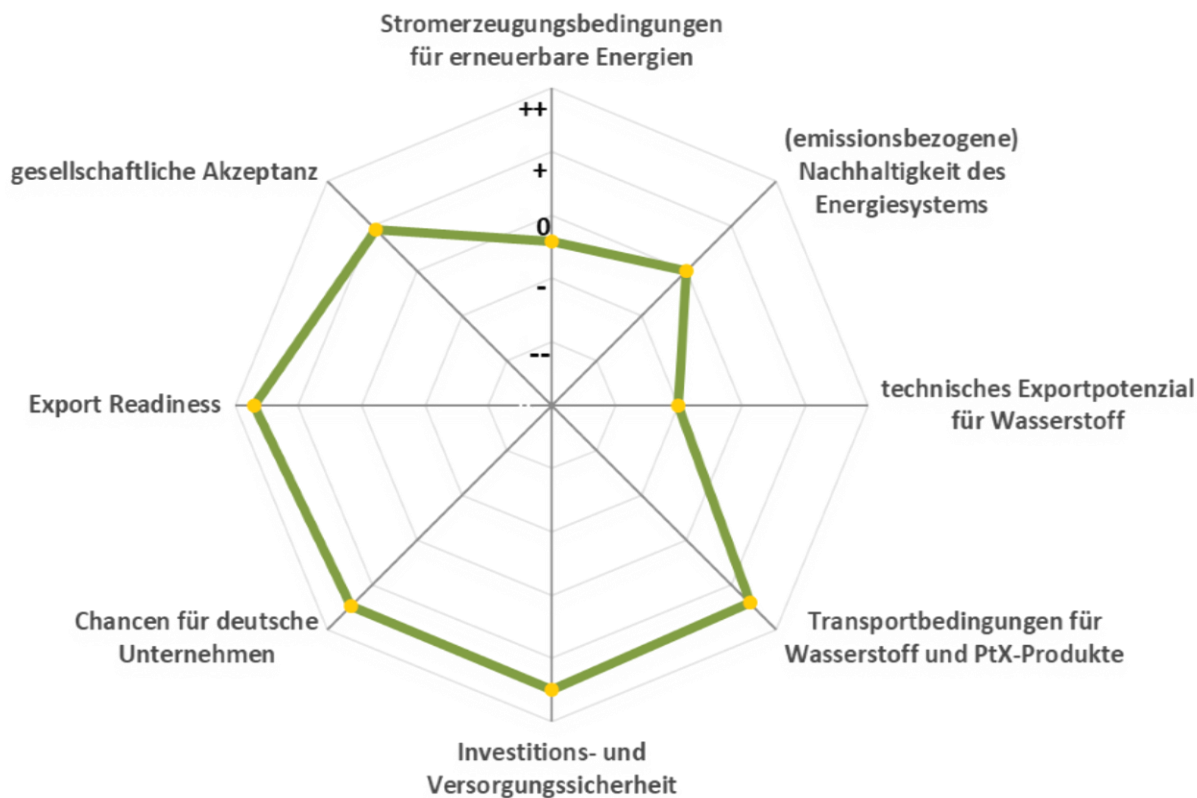 Stromerzeugungsbedingungen
für erneuerbare Energien
(emissionsbezogene)
Nachhaltigkeit des
Energiesystems
technisches Exportpotenzial
für Wasserstoff
Transportbedingungen für
Wasserstoff und PtX-Produkte
Investitions- und
Versorgungssicherheit
Chancen für deutsche
Unternehmen
Export Readiness
gesellschaftliche Akzeptanz
++
+
0
-
--